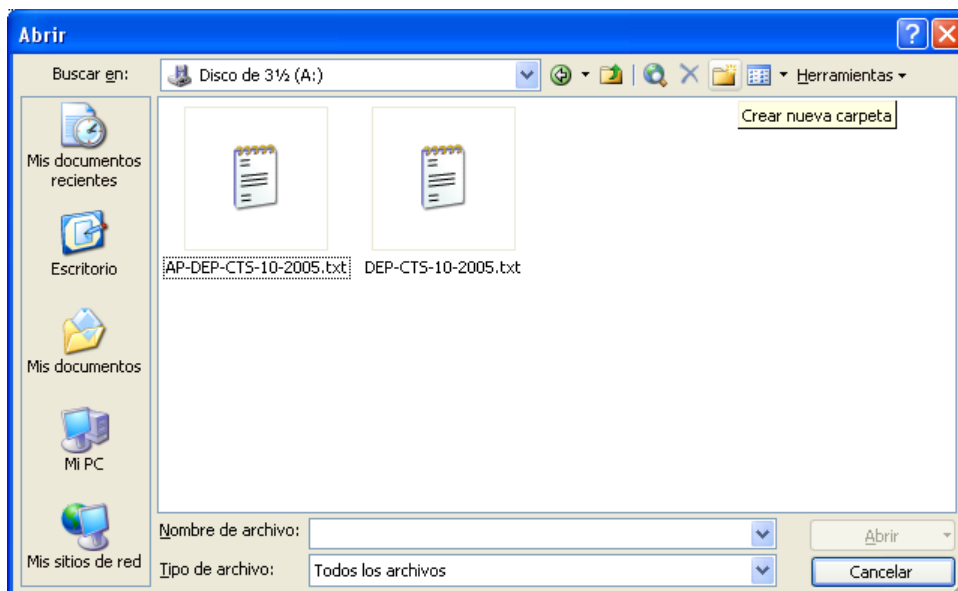 Abrir
Buscar en:
Disco de 3½ (A:)
Herramientas
Crear nueva carpeta
Mis documentos
recientes
Escritorio
Mis documentos
Mi PC
Mis sitios de red
AP-DEP-CTS-10-2005.txt
DEP-CTS-10-2005.txt
Nombre de archivo:
Abrir
Tipo de archivo:
Todos los archivos
Cancelar